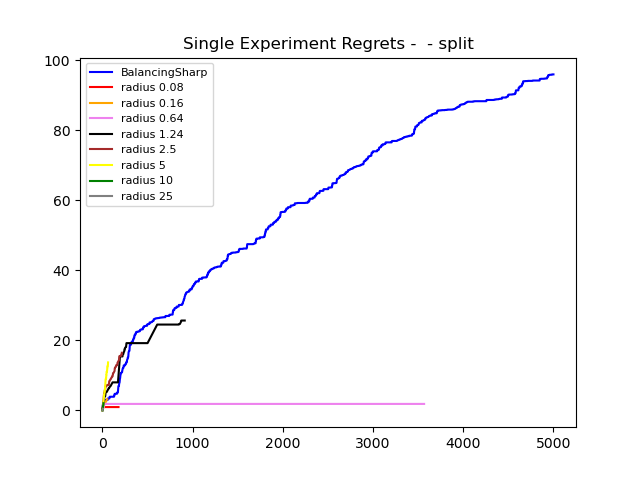 Single Experiment Regrets -  - split
100
80
60
40
20
0
BalancingSharp
radius 0.08
radius 0.16
radius 0.64
radius 1.24
radius 2.5
radius 5
radius 10
radius 25
0 1000 2000 3000 4000 5000